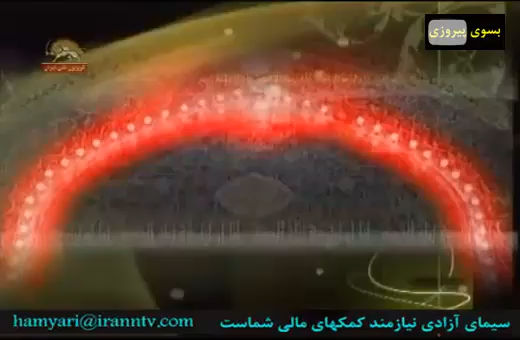 بسوی پیروزی
hamyari@iranntv.com
سیمای آزادی نیازمند کمکهای مالی شماست